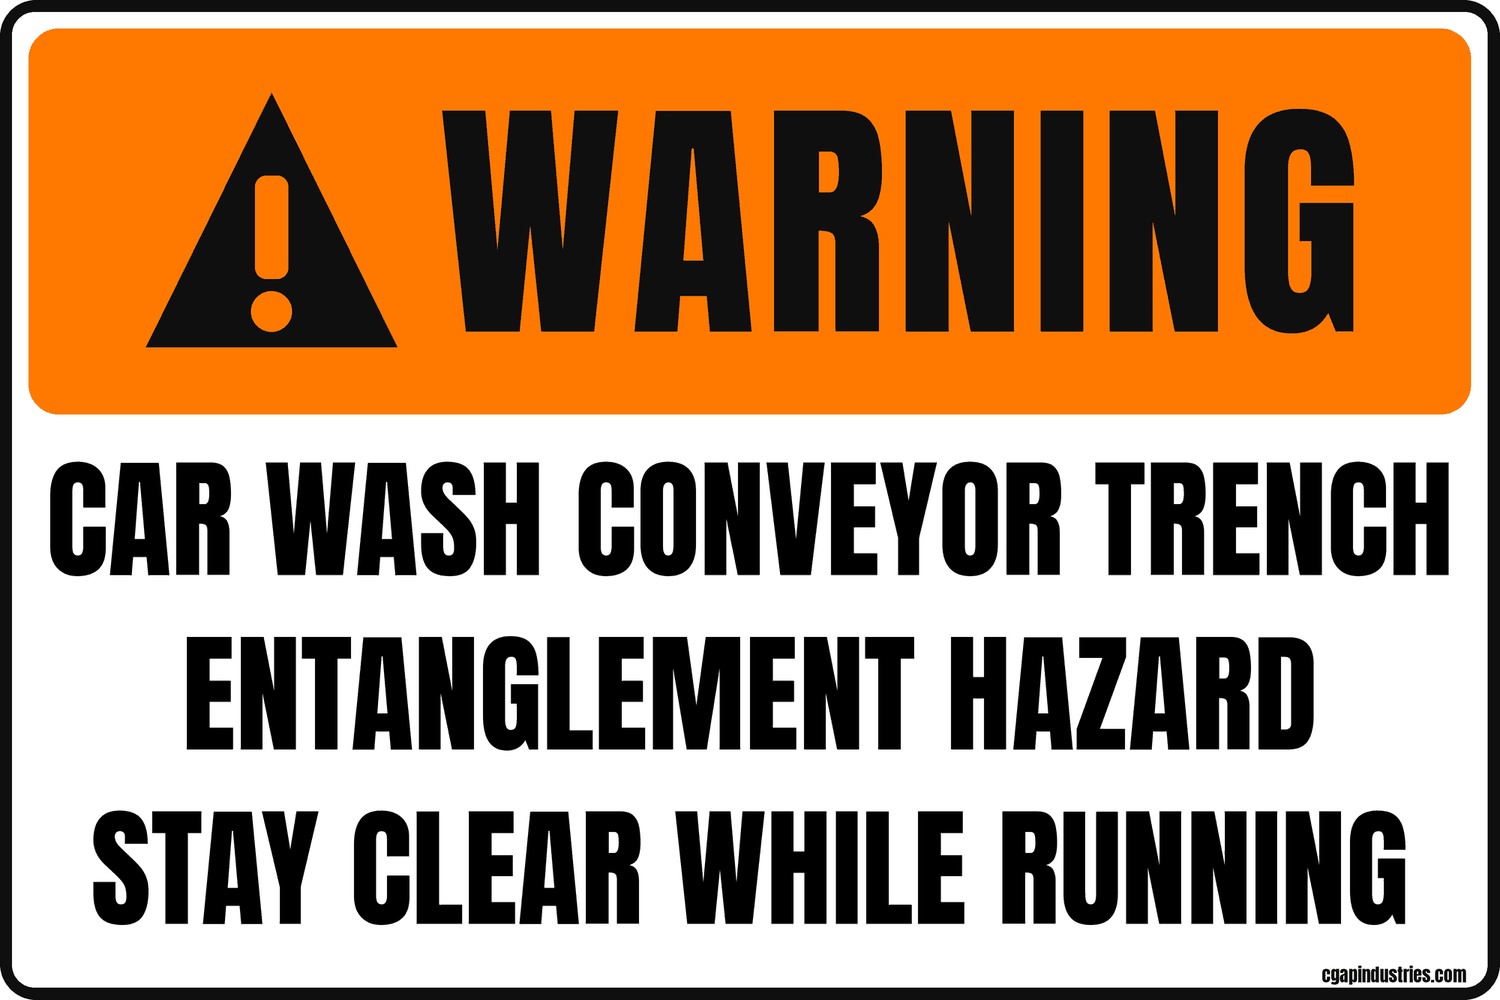 WARNING
CAR WASH CONVEYOR TRENCH
ENTANGLEMENT HAZARD
STAY CLEAR WHILE RUNNING
cgapindustries.com